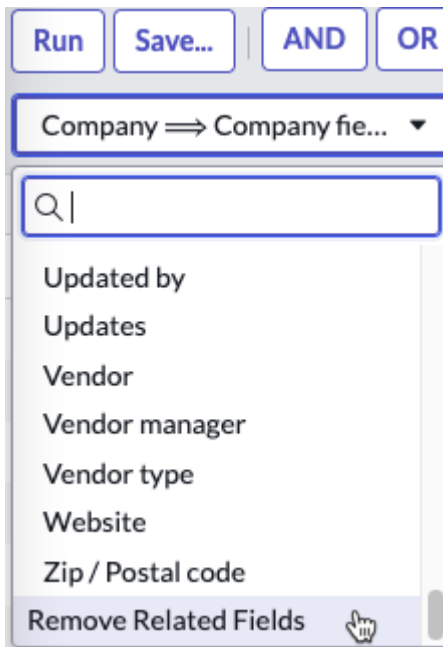 Run Save... AND OR
Company ⟹ Company fie...
Updated by
Updates
Vendor
Vendor manager
Vendor type
Website
Zip / Postal code
Remove Related Fields